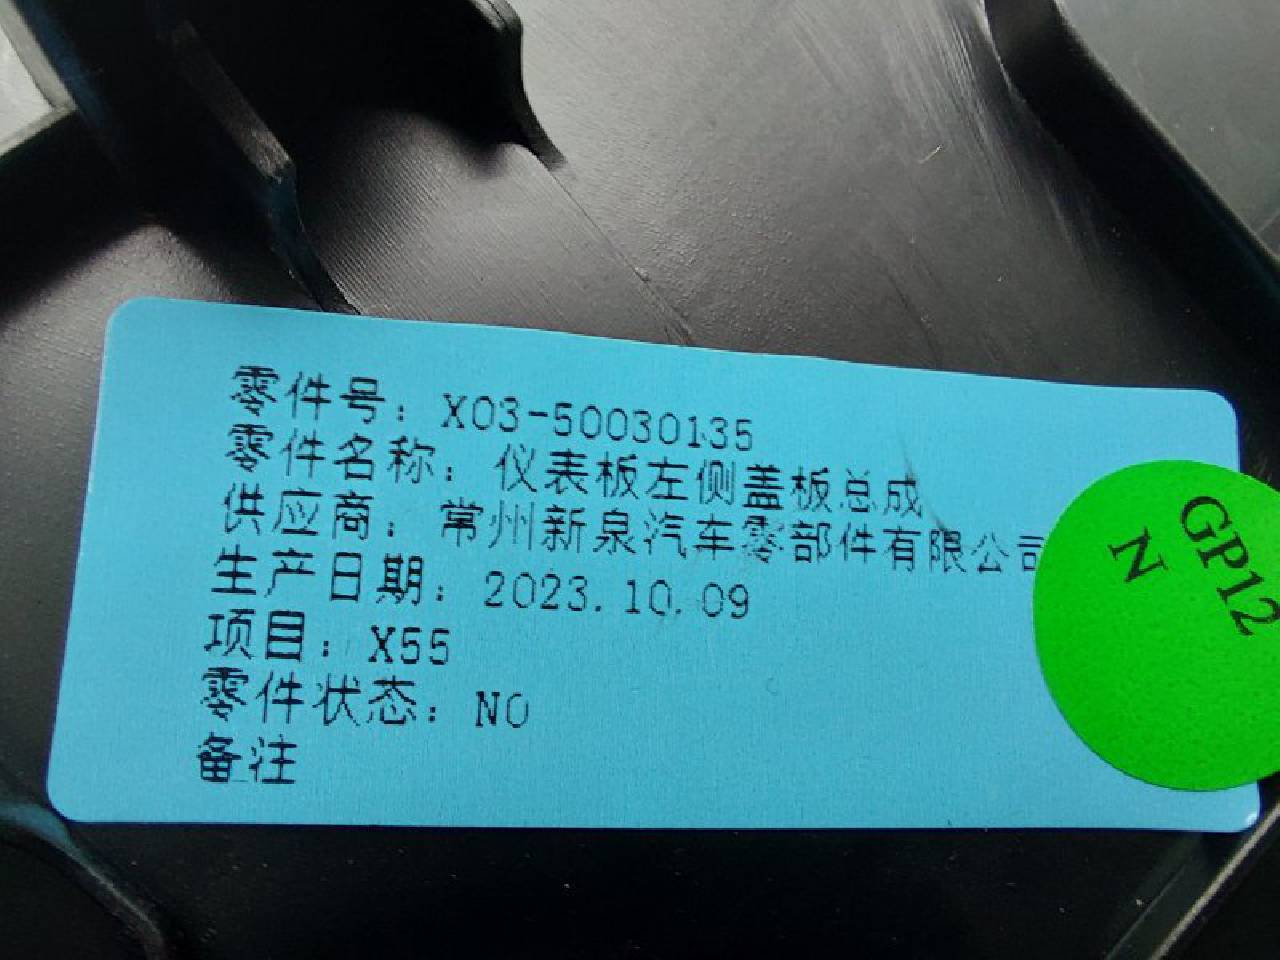 零件号：X03-50030135
零件名称：仪表板左侧盖板总成
供应商：常州新泉汽车零部件有限公司
生产日期：2023.10.09
项目：X55
零件状态：NO
备注
GP12
N